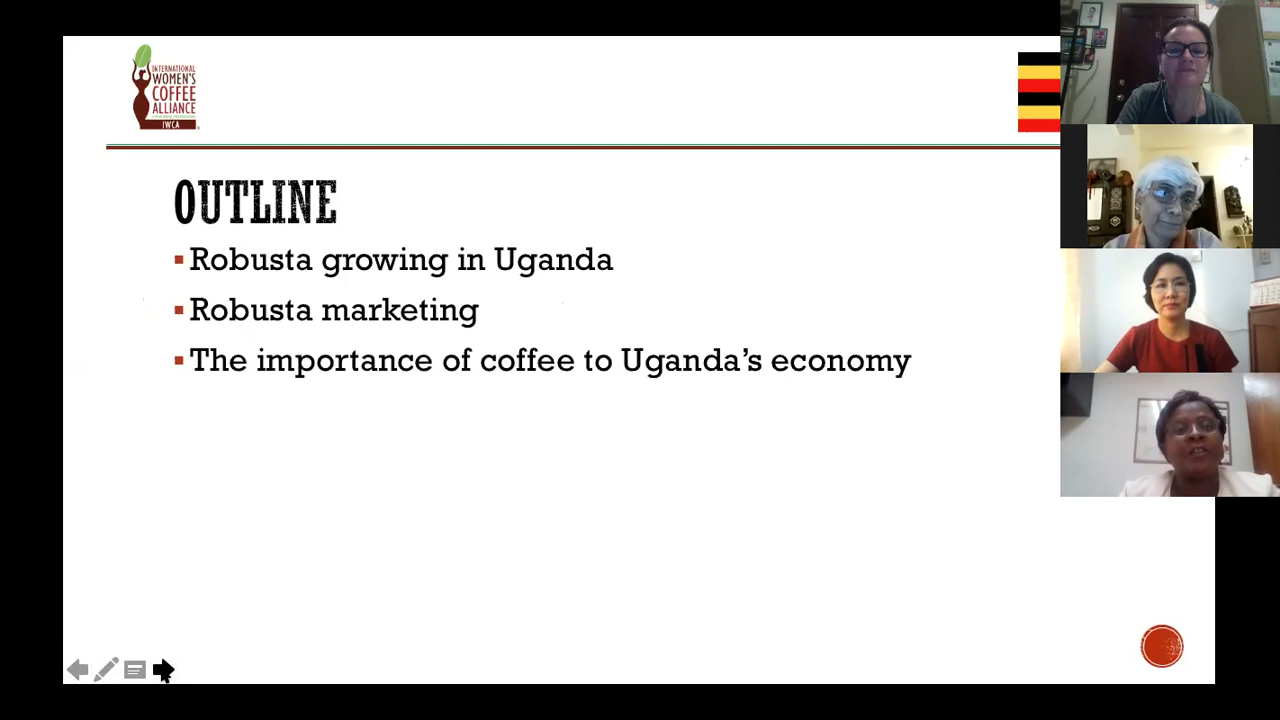 INTERNATIONAL
WOMEN'S
COFFEE
ALLIANCE
IWCA
OUTLINE
Robusta growing in Uganda
Robusta marketing
The importance of coffee to Uganda's economy